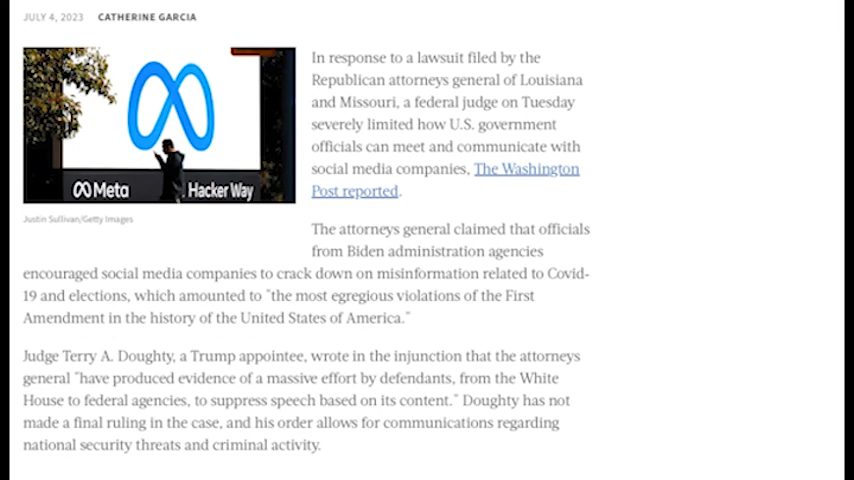 JULY 4, 2023 CATHERINE GARCIA
Meta
Hacker Way
Justin Sullivan/Getty Images
In response to a lawsuit filed by the
Republican attorneys general of Louisiana
and Missouri, a federal judge on Tuesday
severely limited how U.S. government
officials can meet and communicate with
social media companies, The Washington
Post reported.
The attorneys general claimed that officials
from Biden administration agencies
encouraged social media companies to crack down on misinformation related to Covid-
19 and elections, which amounted to "the most egregious violations of the First
Amendment in the history of the United States of America."
Judge Terry A. Doughty, a Trump appointee, wrote in the injunction that the attorneys
general "have produced evidence of a massive effort by defendants, from the White
House to federal agencies, to suppress speech based on its content." Doughty has not
made a final ruling in the case, and his order allows for communications regarding
national security threats and criminal activity.